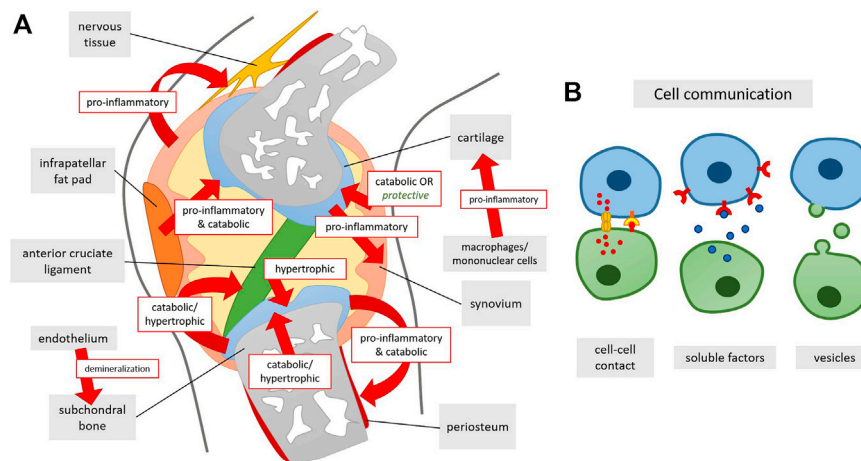 A
nervous
tissue
pro-inflammatory
infrapatellar
fat pad
pro-inflammatory
& catabolic
anterior cruciate
ligament
hypertrophic
catabolic/
hypertrophic
endothelium
demineralization
subchondral
bone
catabolic/
hypertrophic
cartilage
catabolic OR
protective
pro-inflammatory
pro-inflammatory
macrophages/
mononuclear cells
synovium
pro-inflammatory
& catabolic
periosteum
B
Cell communication
cell-cell
contact
soluble factors
vesicles